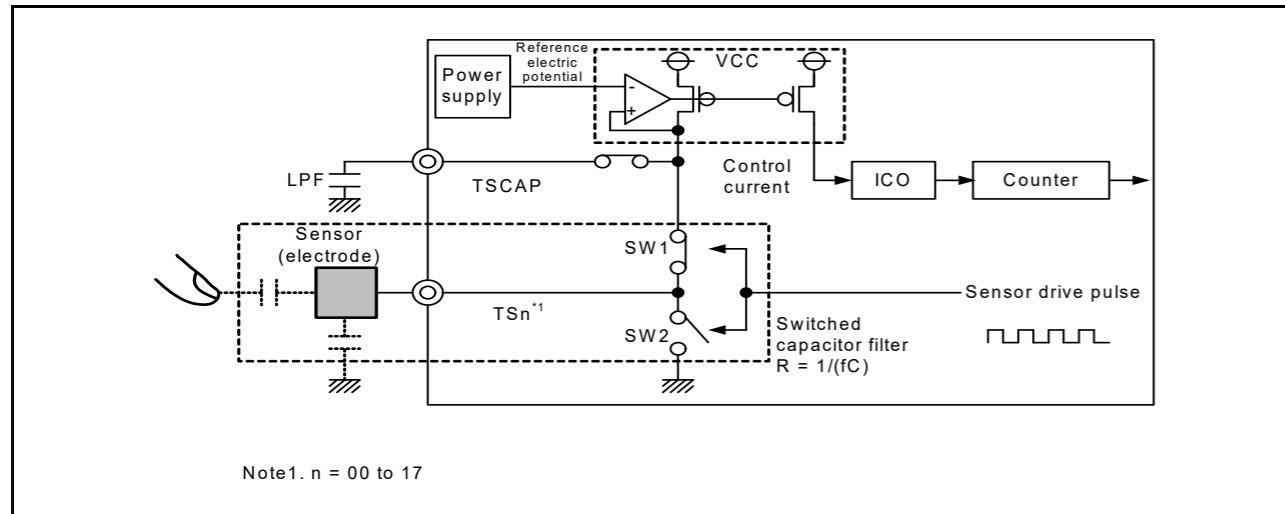 Reference
electric
potential
VCC
Power
supply
-
+
LPF
TSCAP
Control
current
ICO
Counter
Sensor
(electrode)
SW1
TSn*1
Sensor drive pulse
SW2
Switched
capacitor filter
R = 1/(fC)
Note1. n = 00 to 17